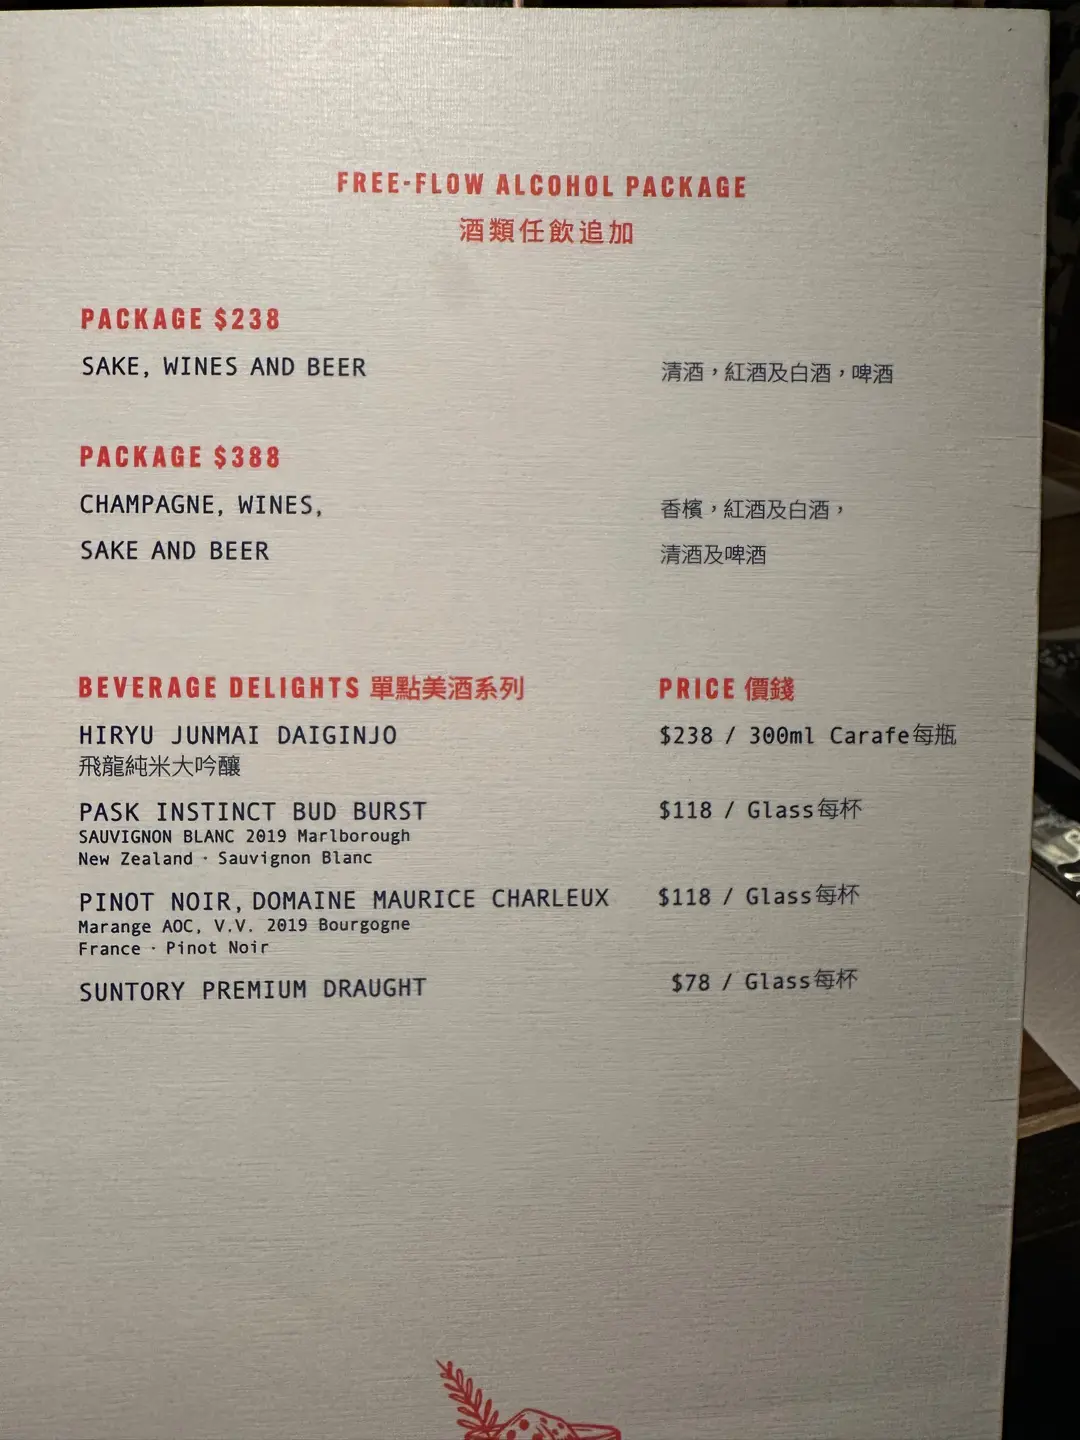 FREE-FLOW ALCOHOL PACKAGE
酒類任飲追加
PACKAGE $238
SAKE, WINES AND BEER 清酒，紅酒及白酒，啤酒
PACKAGE $388
CHAMPAGNE, WINES, 香檳，紅酒及白酒，
SAKE AND BEER 清酒及啤酒
BEVERAGE DELIGHTS 單點美酒系列 PRICE 價錢
HIRYU JUNMAI DAIGINJO $238 / 300ml Carafe每瓶
飛龍純米大吟釀
PASK INSTINCT BUD BURST $118 / Glass每杯
SAUVIGNON BLANC 2019 Marlborough
New Zealand · Sauvignon Blanc
PINOT NOIR, DOMAINE MAURICE CHARLEUX $118 / Glass每杯
Marange AOC, V.V. 2019 Bourgogne
France · Pinot Noir
SUNTORY PREMIUM DRAUGHT $78 / Glass每杯